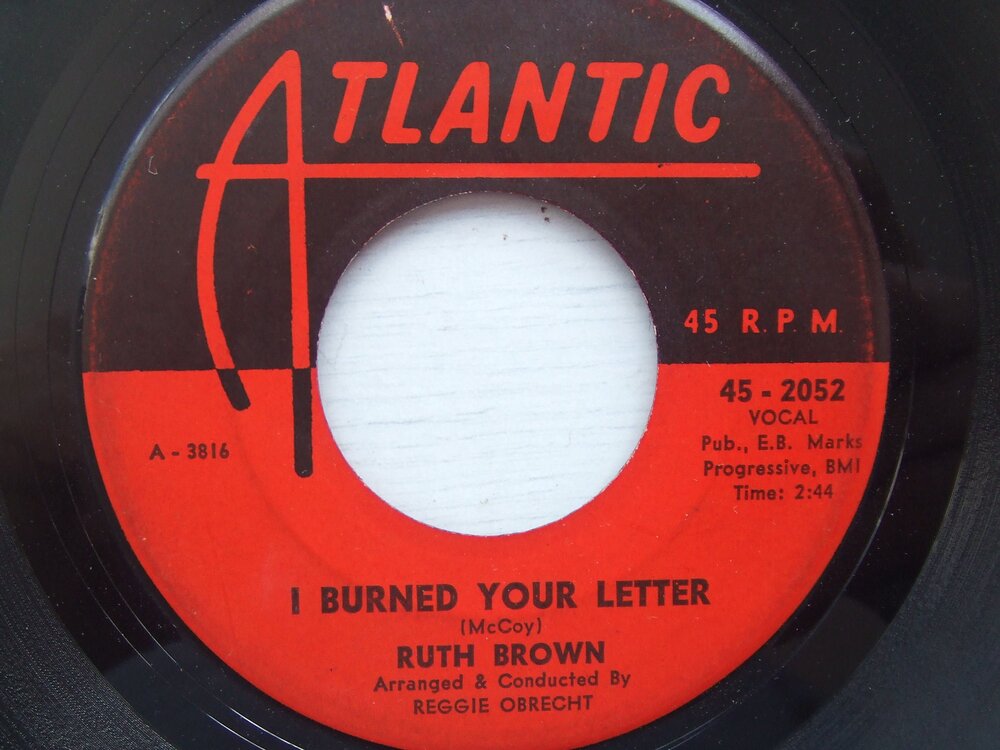 ATLANTIC
45 R.P.M.
45 - 2052
VOCAL
Pub., E.B. Marks
Progressive, BMI
Time: 2:44
A - 3816
I BURNED YOUR LETTER
(McCoy)
RUTH BROWN
Arranged & Conducted By
REGGIE OBRECHT